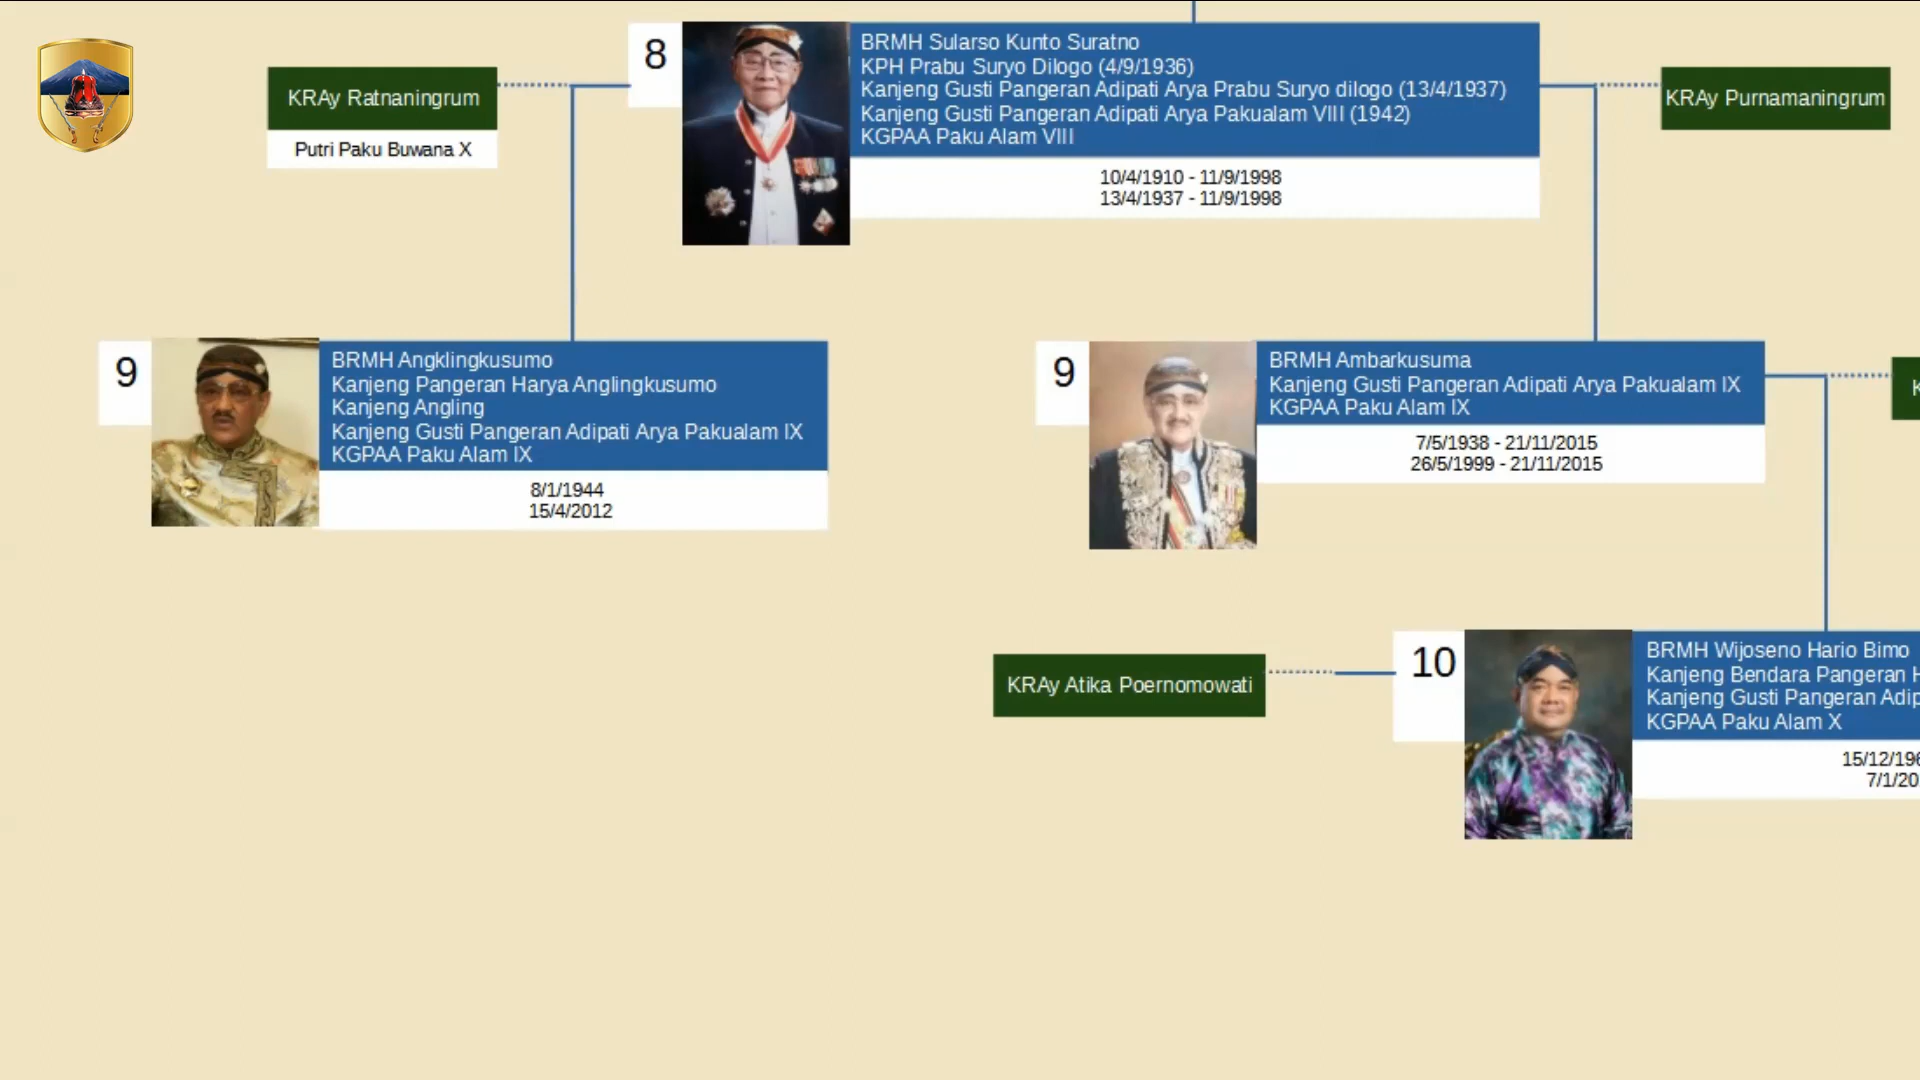 8
BRMH Sularso Kunto Suratno
KPH Prabu Suryo Dilogo (4/9/1936)
Kanjeng Gusti Pangeran Adipati Arya Prabu Suryo dilogo (13/4/1937)
Kanjeng Gusti Pangeran Adipati Arya Pakualam VIII (1942)
KGPAA Paku Alam VIII
10/4/1910 - 11/9/1998
13/4/1937 - 11/9/1998
KRAy Ratnaningrum
Putri Paku Buwana X
KRAy Purnamaningrum
9
BRMH Angklingkusumo
Kanjeng Pangeran Harya Anglingkusumo
Kanjeng Angling
Kanjeng Gusti Pangeran Adipati Arya Pakualam IX
KGPAA Paku Alam IX
8/1/1944
15/4/2012
9
BRMH Ambarkusuma
Kanjeng Gusti Pangeran Adipati Arya Pakualam IX
KGPAA Paku Alam IX
7/5/1938 - 21/11/2015
26/5/1999 - 21/11/2015
KRAy Atika Poernomowati
10
BRMH Wijoseno Hario Bimo
Kanjeng Bendara Pangeran
Kanjeng Gusti Pangeran
KGPAA Paku Alam X